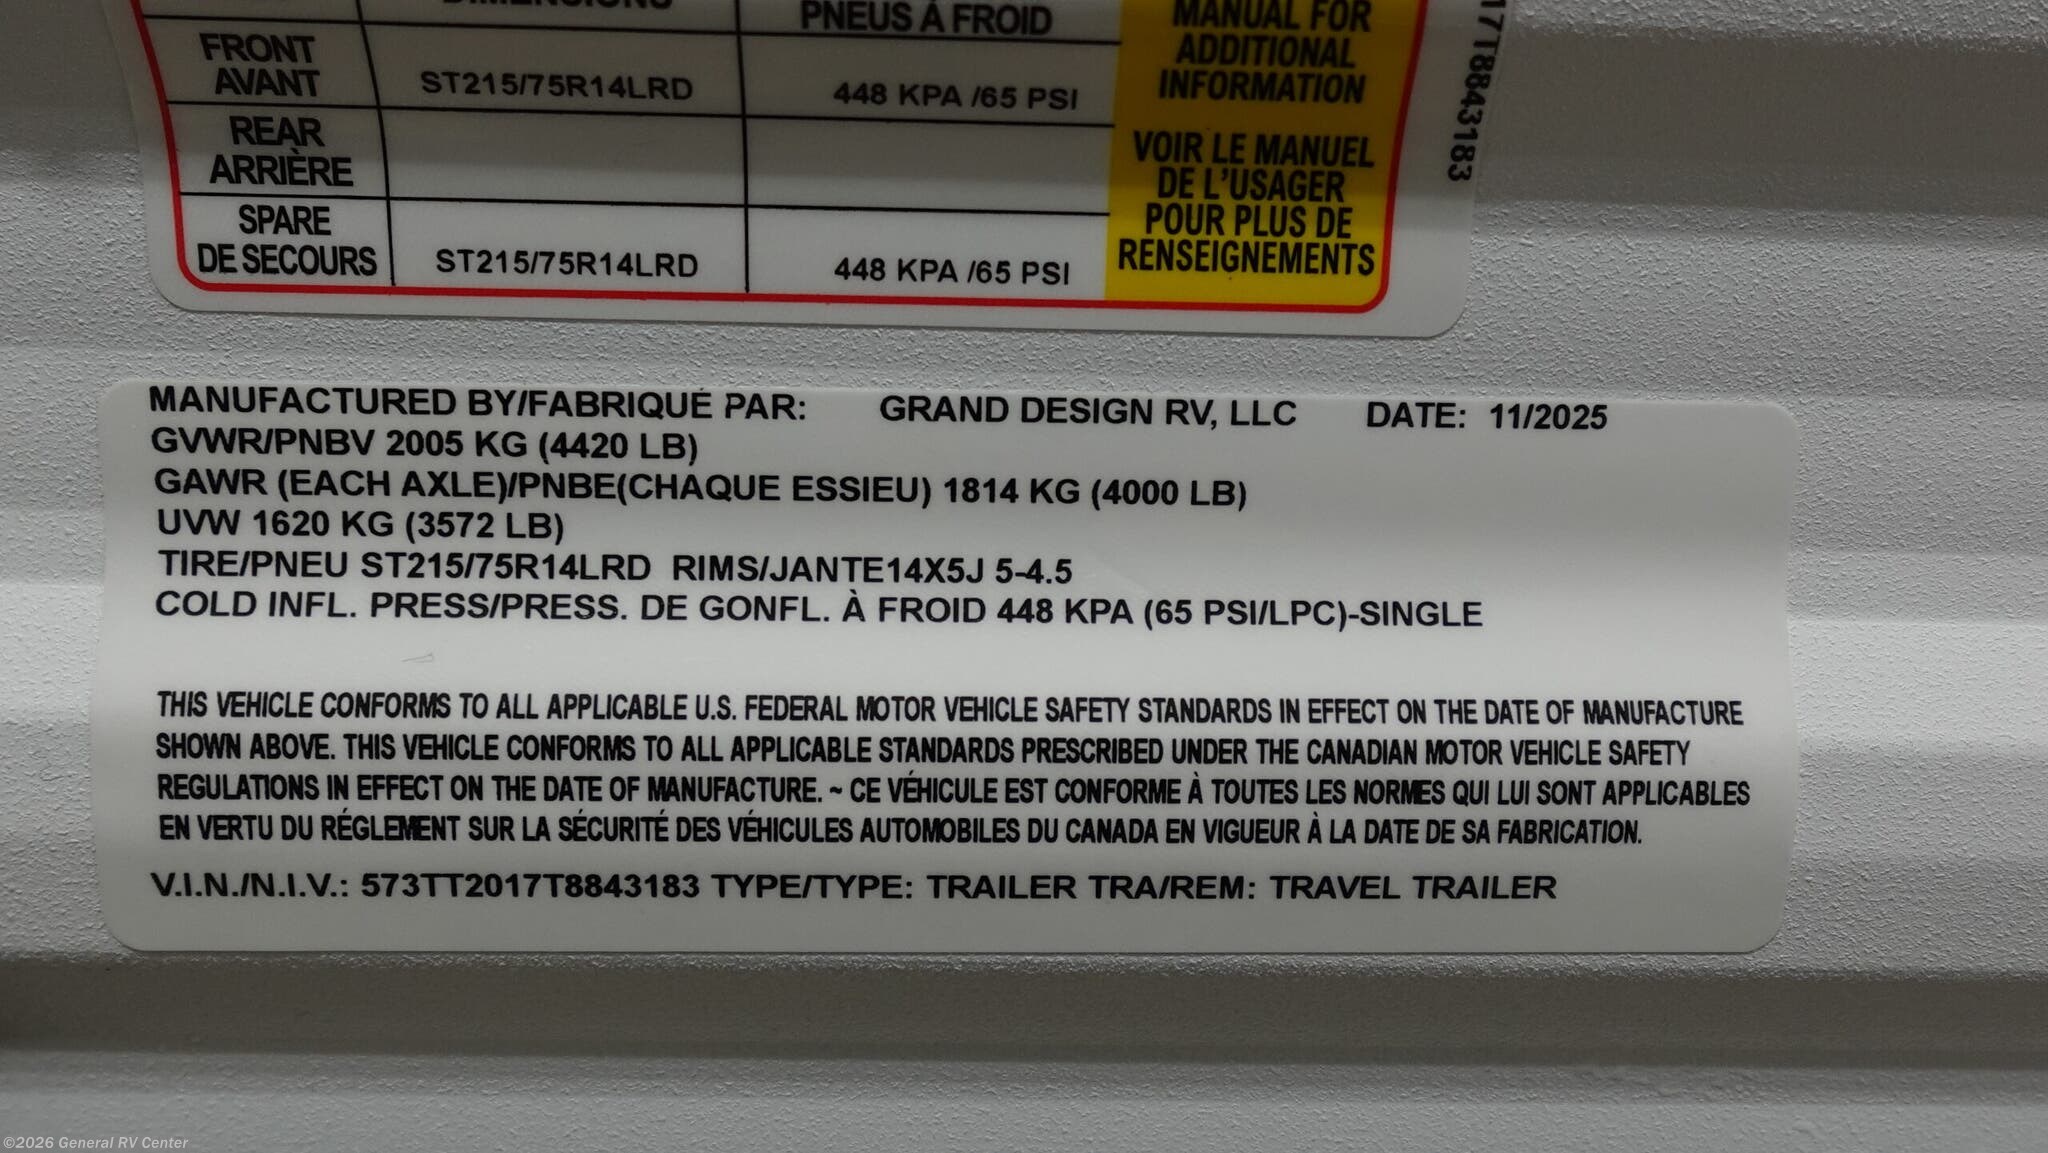 DIMENSIONS
PNEUS À FROID
MANUAL FOR
ADDITIONAL
INFORMATION
FRONT
AVANT
ST215/75R14LRD
448 KPA /65 PSI
REAR
ARRIÈRE
VOIR LE MANUEL
DE L'USAGER
POUR PLUS DE
RENSEIGNEMENTS
SPARE
DE SECOURS
ST215/75R14LRD
448 KPA /65 PSI
17T8843183
MANUFACTURED BY/FABRIQUÉ PAR: GRAND DESIGN RV, LLC DATE: 11/2025
GVWR/PNBV 2005 KG (4420 LB)
GAWR (EACH AXLE)/PNBE(CHAQUE ESSIEU) 1814 KG (4000 LB)
UVW 1620 KG (3572 LB)
TIRE/PNEU ST215/75R14LRD RIMS/JANTE14X5J 5-4.5
COLD INFL. PRESS/PRESS. DE GONFL. À FROID 448 KPA (65 PSI/LPC)-SINGLE
THIS VEHICLE CONFORMS TO ALL APPLICABLE U.S. FEDERAL MOTOR VEHICLE SAFETY STANDARDS IN EFFECT ON THE DATE OF MANUFACTURE
SHOWN ABOVE. THIS VEHICLE CONFORMS TO ALL APPLICABLE STANDARDS PRESCRIBED UNDER THE CANADIAN MOTOR VEHICLE SAFETY
REGULATIONS IN EFFECT ON THE DATE OF MANUFACTURE. ~ CE VÉHICULE EST CONFORME À TOUTES LES NORMES QUI LUI SONT APPLICABLES
EN VERTU DU RÉGLEMENT SUR LA SÉCURITÉ DES VÉHICULES AUTOMOBILES DU CANADA EN VIGUEUR À LA DATE DE SA FABRICATION.
V.I.N./N.I.V.: 573TT2017T8843183 TYPE/TYPE: TRAILER TRA/REM: TRAVEL TRAILER
©2026 General RV Center